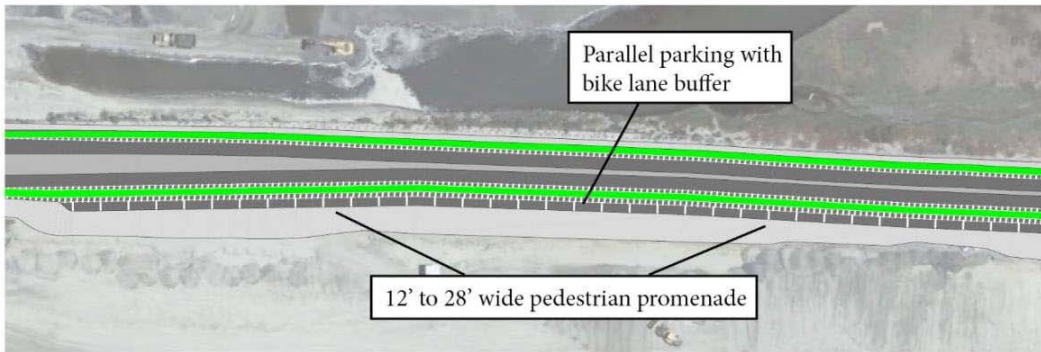 Parallel parking with
bike lane buffer
12’ to 28’ wide pedestrian promenade